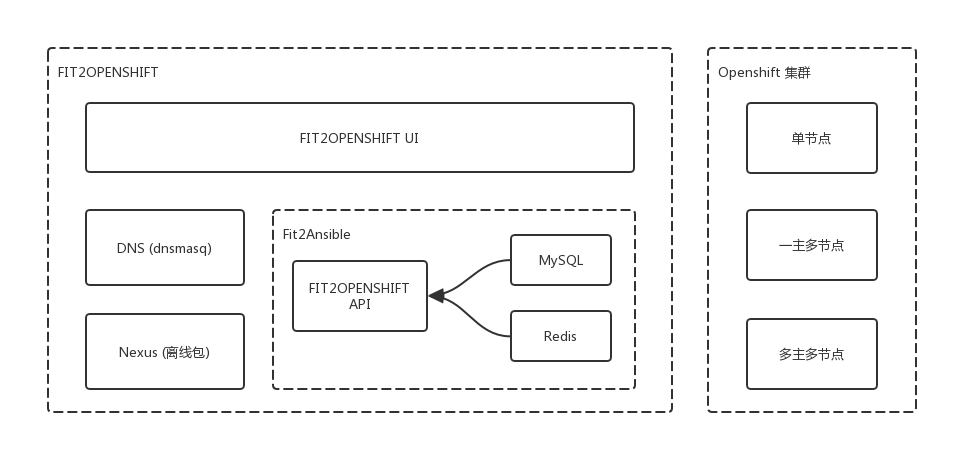 FIT2OPENSHIFT
FIT2OPENSHIFT UI
DNS (dnsmasq)
Nexus (离线包)
Fit2Ansible
FIT2OPENSHIFT
API
MySQL
Redis
Openshift 集群
单节点
一主多节点
多主多节点